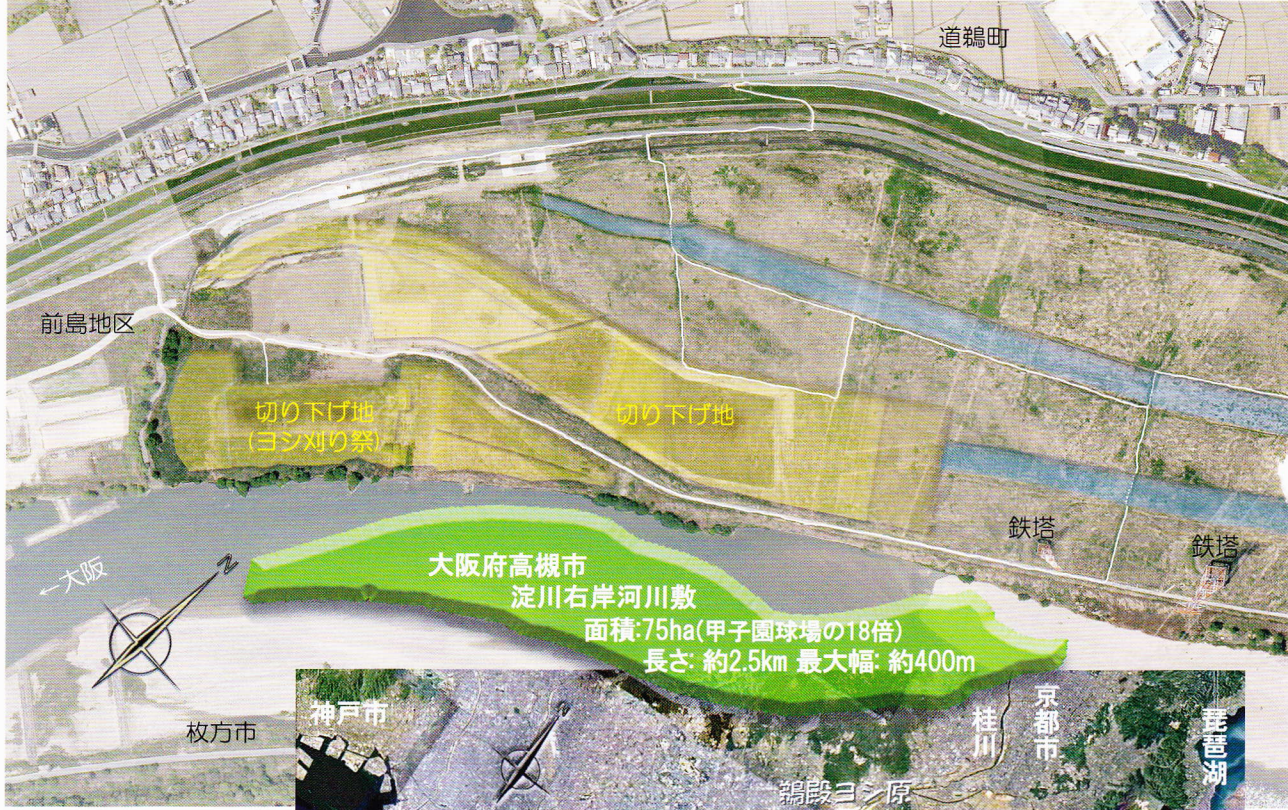 道鵜町
前島地区
切り下げ地
(ヨシ刈り祭)
切り下げ地
鉄塔
鉄塔
←大阪
N
大阪府高槻市
淀川右岸河川敷
面積:75ha(甲子園球場の18倍)
長さ: 約2.5km 最大幅: 約400m
枚方市
神戸市
N
桂川
京都市
琵琶湖
鵜殿ヨシ原